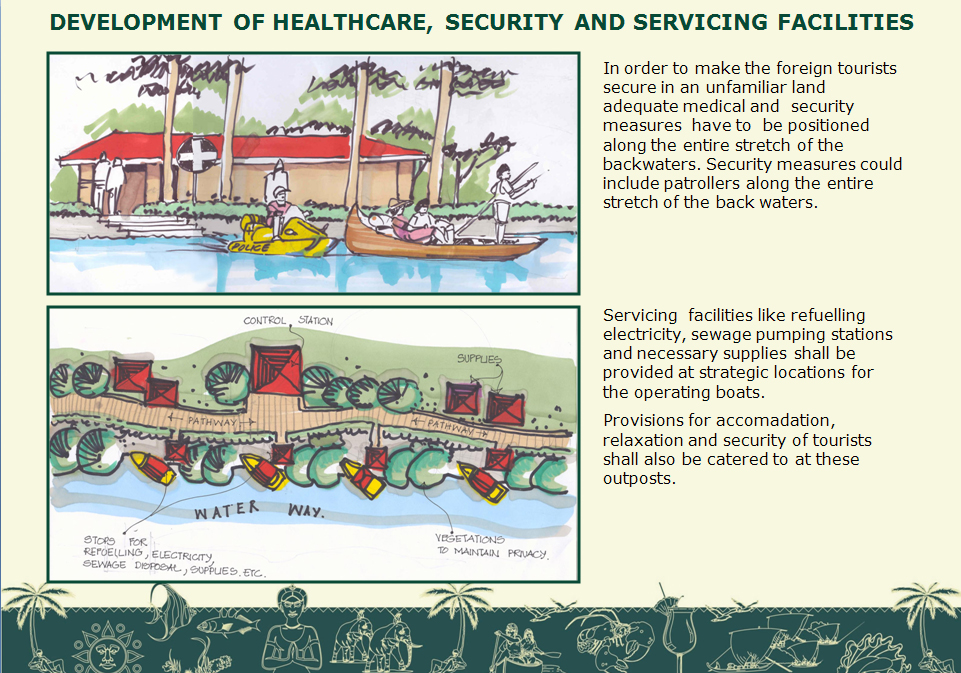 DEVELOPMENT OF HEALTHCARE, SECURITY AND SERVICING FACILITIES
In order to make the foreign tourists
secure in an unfamiliar land
adequate medical and security
measures have to be positioned
along the entire stretch of the
backwaters. Security measures could
include patrollers along the entire
stretch of the back waters.
POLICE
Servicing facilities like refuelling
electricity, sewage pumping stations
and necessary supplies shall be
provided at strategic locations for
the operating boats.
Provisions for accomadation,
relaxation and security of tourists
shall also be catered to at these
outposts.
CONTROL STATION
SUPPLIES
PATHWAY
PATHWAY
WATER WAY.
STOPS FOR
REFUELLING, ELECTRICITY,
SEWAGE DISPOSAL, SUPPLIES. ETC.
VEGETATIONS
TO MAINTAIN PRIVACY.